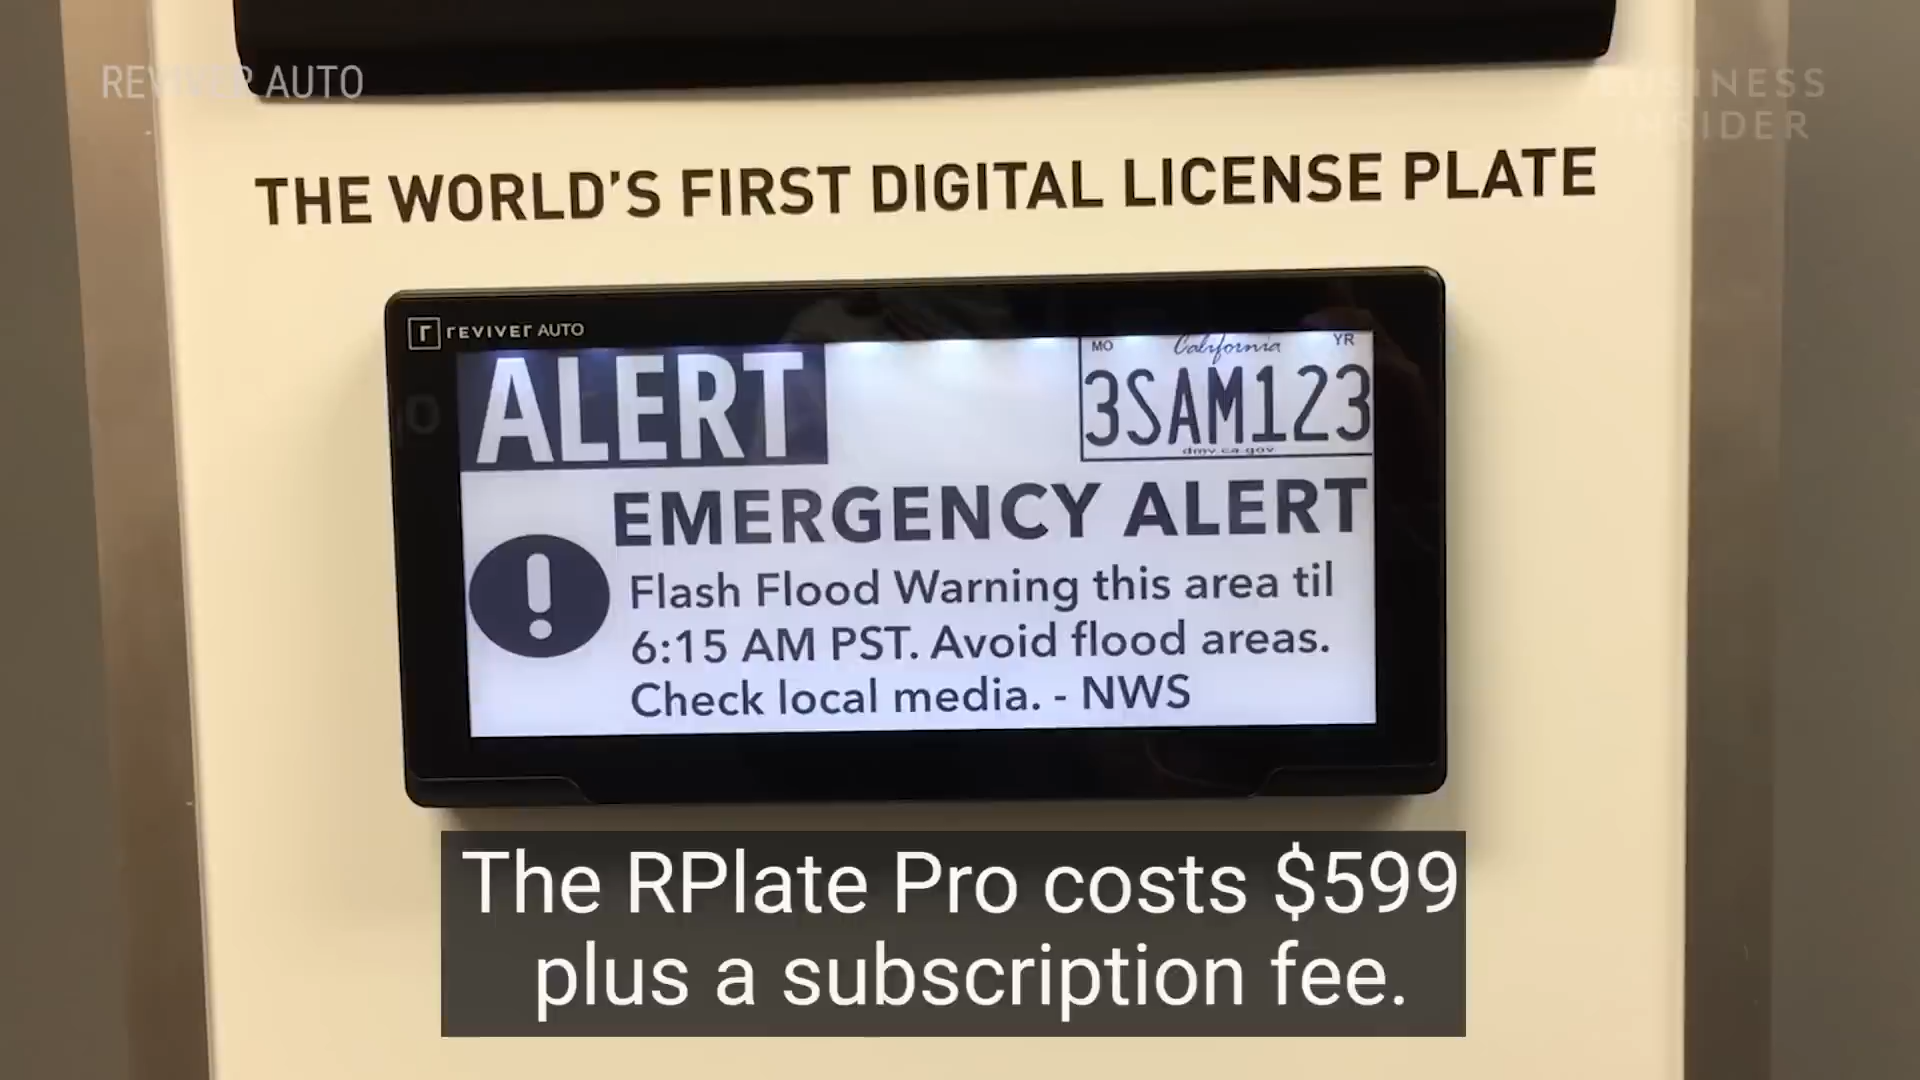 REVIVER AUTO
BUSINESS
INSIDER
THE WORLD'S FIRST DIGITAL LICENSE PLATE
r reviver AUTO
ALERT
MO California YR
3SAM123
dmv.ca.gov
EMERGENCY ALERT
Flash Flood Warning this area til
6:15 AM PST. Avoid flood areas.
Check local media. - NWS
The RPlate Pro costs $599
plus a subscription fee.